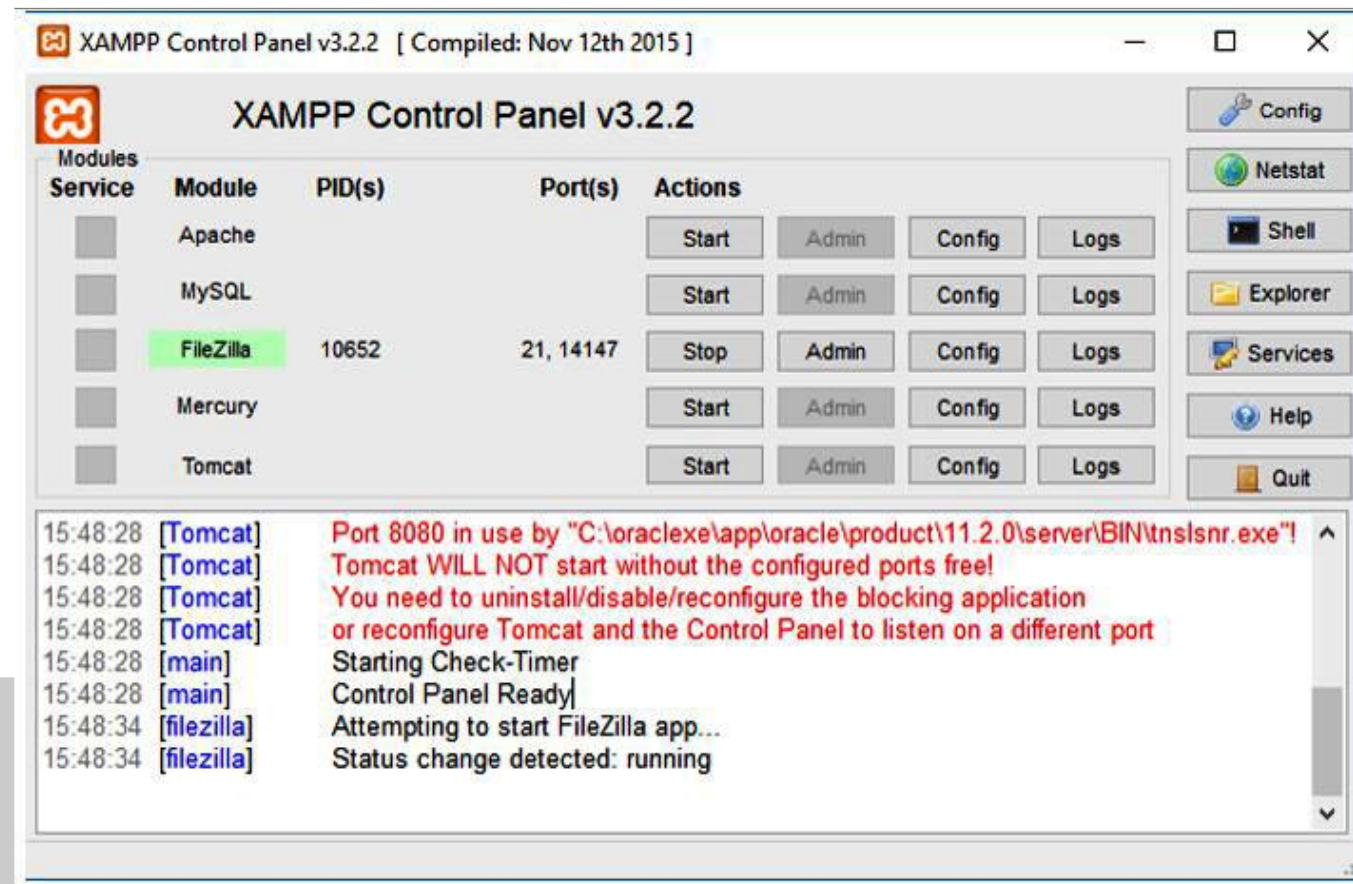 XAMPP Control Panel v3.2.2 [ Compiled: Nov 12th 2015 ]
XAMPP Control Panel v3.2.2
Config
Modules
Service Module PID(s) Port(s) Actions
Netstat
Apache Start Admin Config Logs
Shell
MySQL Start Admin Config Logs
Explorer
FileZilla 10652 21, 14147 Stop Admin Config Logs
Services
Mercury Start Admin Config Logs
Help
Tomcat Start Admin Config Logs
Quit
15:48:28 [Tomcat] Port 8080 in use by "C:\oraclexe\app\oracle\product\11.2.0\server\BIN\tnslsnr.exe"!
15:48:28 [Tomcat] Tomcat WILL NOT start without the configured ports free!
15:48:28 [Tomcat] You need to uninstall/disable/reconfigure the blocking application
15:48:28 [Tomcat] or reconfigure Tomcat and the Control Panel to listen on a different port
15:48:28 [main] Starting Check-Timer
15:48:28 [main] Control Panel Ready
15:48:34 [filezilla] Attempting to start FileZilla app...
15:48:34 [filezilla] Status change detected: running